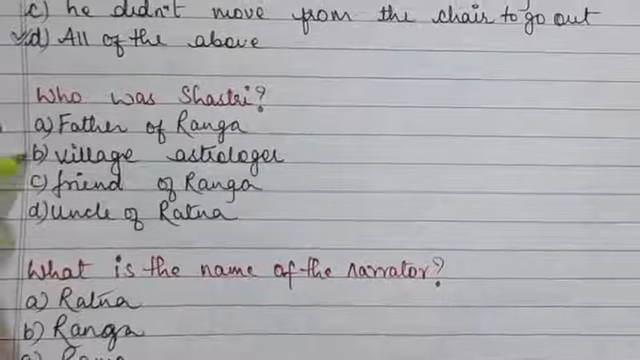 c) he didn't move from the chair to go out
✓d) All of the above
Who was Shastri?
a) Father of Ranga
b) village astrologer
c) friend of Ranga
d) Uncle of Ratna
What is the name of the narrator?
a) Ratna
b) Ranga